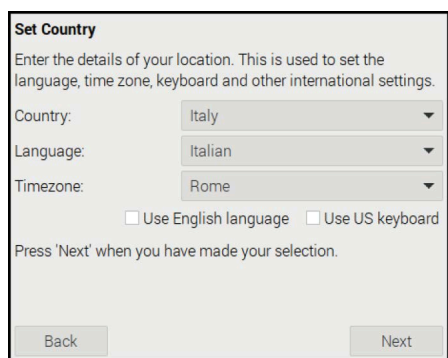 Set Country
Enter the details of your location. This is used to set the
language, time zone, keyboard and other international settings.
Country: Italy
Language: Italian
Timezone: Rome
Use English language Use US keyboard
Press 'Next' when you have made your selection.
Back Next